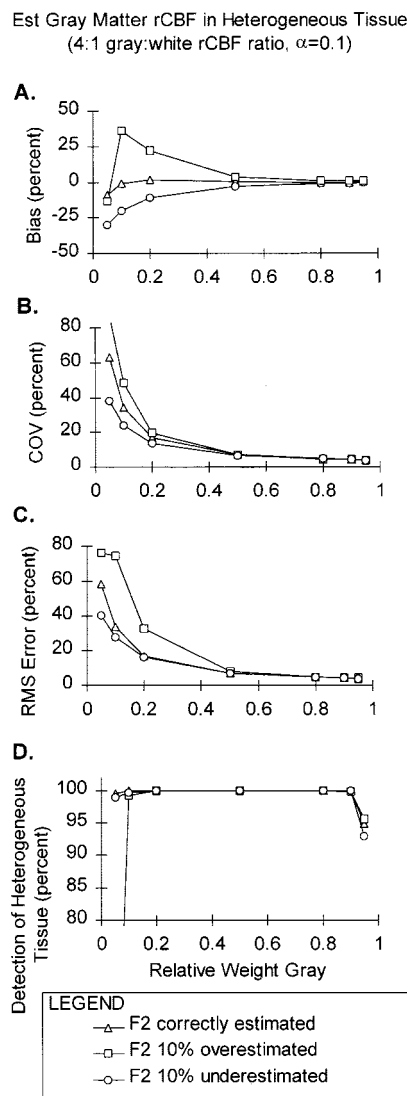 Est Gray Matter rCBF in Heterogeneous Tissue
(4:1 gray:white rCBF ratio, α=0.1)
A.
Bias (percent)
50
25
0
-25
-50
0 0.2 0.4 0.6 0.8 1
B.
COV (percent)
80
60
40
20
0
0 0.2 0.4 0.6 0.8 1
C.
RMS Error (percent)
80
60
40
20
0
0 0.2 0.4 0.6 0.8 1
D.
Detection of Heterogeneous
Tissue (percent)
100
95
90
85
80
0 0.2 0.4 0.6 0.8 1
Relative Weight Gray
LEGEND
F2 correctly estimated
F2 10% overestimated
F2 10% underestimated